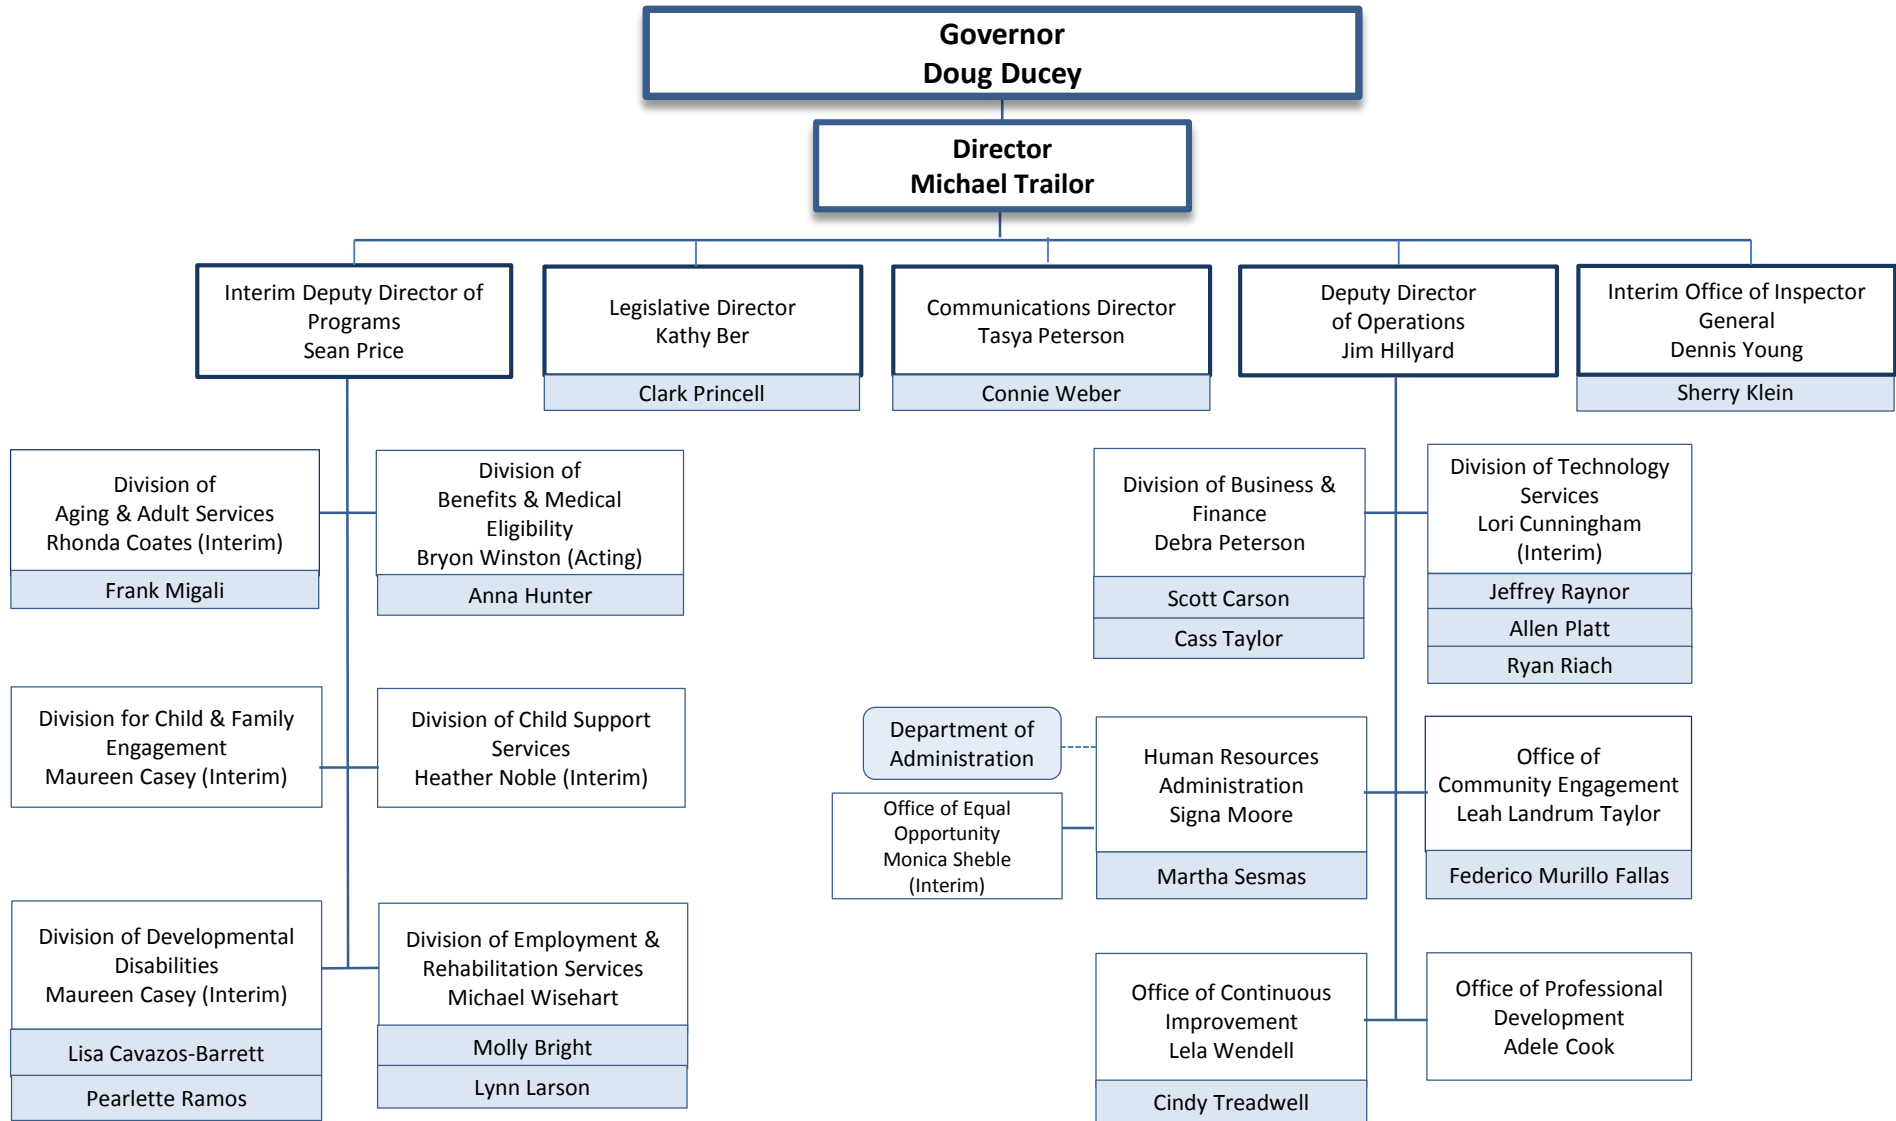 Governor
Doug Ducey
Director
Michael Trailor
Interim Deputy Director of
Programs
Sean Price
Legislative Director
Kathy Ber
Clark Princell
Communications Director
Tasya Peterson
Connie Weber
Deputy Director
of Operations
Jim Hillyard
Interim Office of Inspector
General
Dennis Young
Sherry Klein
Division of
Aging & Adult Services
Rhonda Coates (Interim)
Frank Migali
Division of
Benefits & Medical
Eligibility
Bryon Winston (Acting)
Anna Hunter
Division of Business &
Finance
Debra Peterson
Scott Carson
Cass Taylor
Division of Technology
Services
Lori Cunningham
(Interim)
Jeffrey Raynor
Allen Platt
Ryan Riach
Division for Child & Family
Engagement
Maureen Casey (Interim)
Division of Child Support
Services
Heather Noble (Interim)
Department of
Administration
Office of Equal
Opportunity
Monica Sheble
(Interim)
Human Resources
Administration
Signa Moore
Martha Sesmas
Office of
Community Engagement
Leah Landrum Taylor
Federico Murillo Fallas
Division of Developmental
Disabilities
Maureen Casey (Interim)
Lisa Cavazos-Barrett
Pearlette Ramos
Division of Employment &
Rehabilitation Services
Michael Wisehart
Molly Bright
Lynn Larson
Office of Continuous
Improvement
Lela Wendell
Cindy Treadwell
Office of Professional
Development
Adele Cook